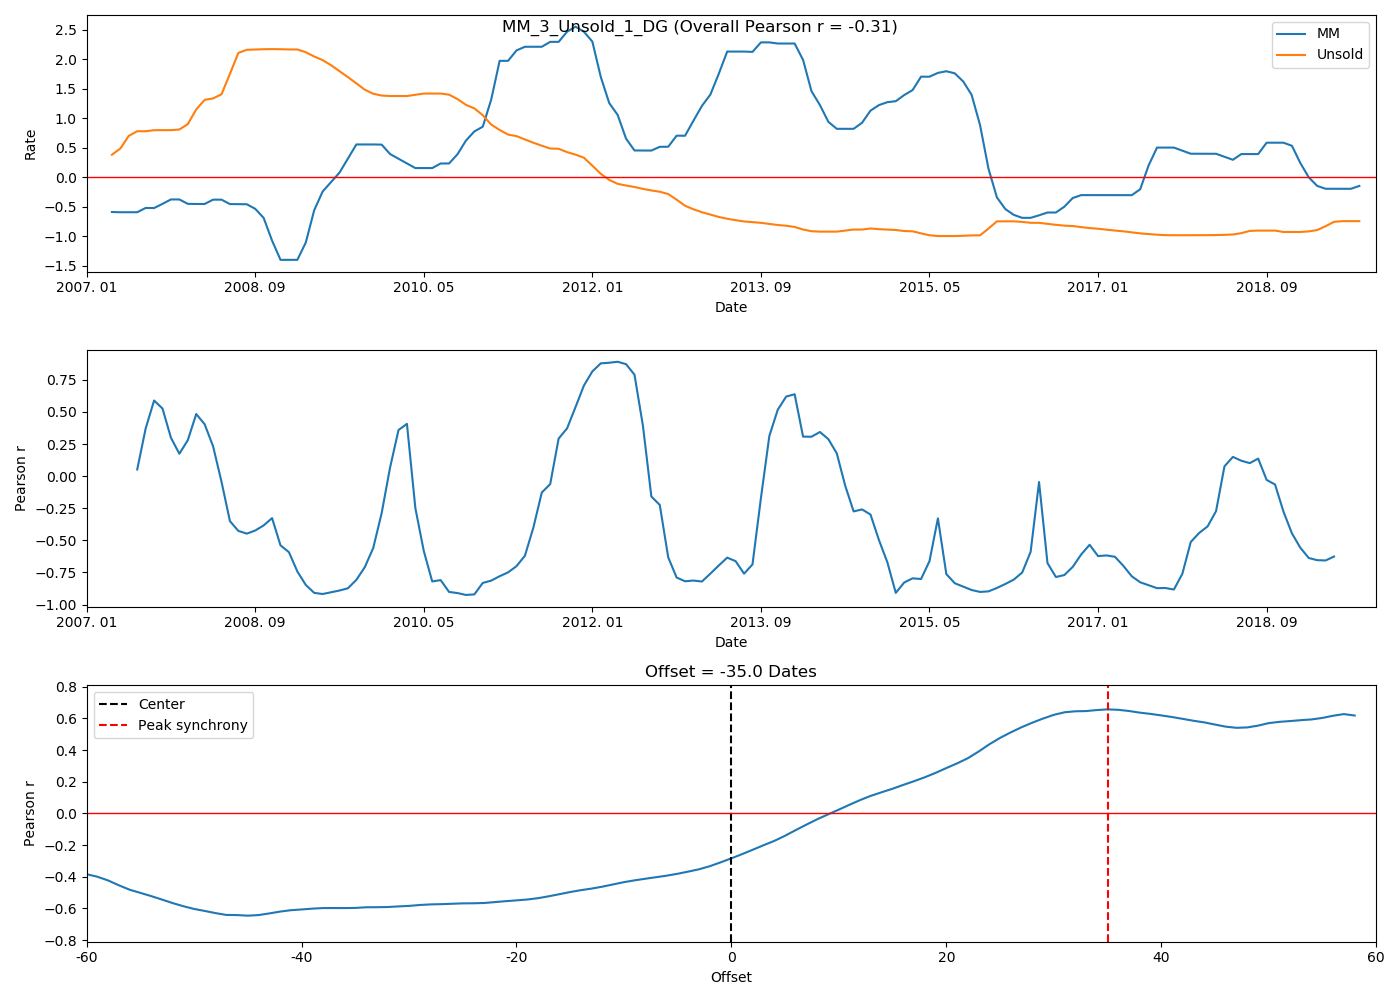 MM_3_Unsold_1_DG (Overall Pearson r = -0.31)
MM
Unsold
2.5
2.0
1.5
1.0
0.5
0.0
−0.5
−1.0
−1.5
Rate
2007. 01 2008. 09 2010. 05 2012. 01 2013. 09 2015. 05 2017. 01 2018. 09
Date
0.75
0.50
0.25
0.00
−0.25
−0.50
−0.75
−1.00
Pearson r
2007. 01 2008. 09 2010. 05 2012. 01 2013. 09 2015. 05 2017. 01 2018. 09
Date
Offset = -35.0 Dates
Center
Peak synchrony
0.8
0.6
0.4
0.2
0.0
−0.2
−0.4
−0.6
−0.8
Pearson r
-60 -40 -20 0 20 40 60
Offset